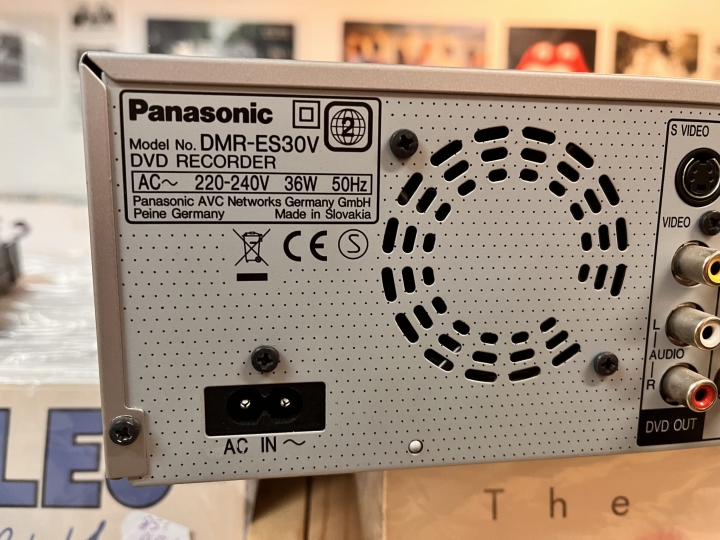 Panasonic
2
Model No. DMR-ES30V
DVD RECORDER
AC～ 220-240V 36W 50Hz
Panasonic AVC Networks Germany GmbH
Peine Germany Made in Slovakia
CE S
S VIDEO
VIDEO
L
AUDIO
R
DVD OUT
AC IN ～
LEO
The